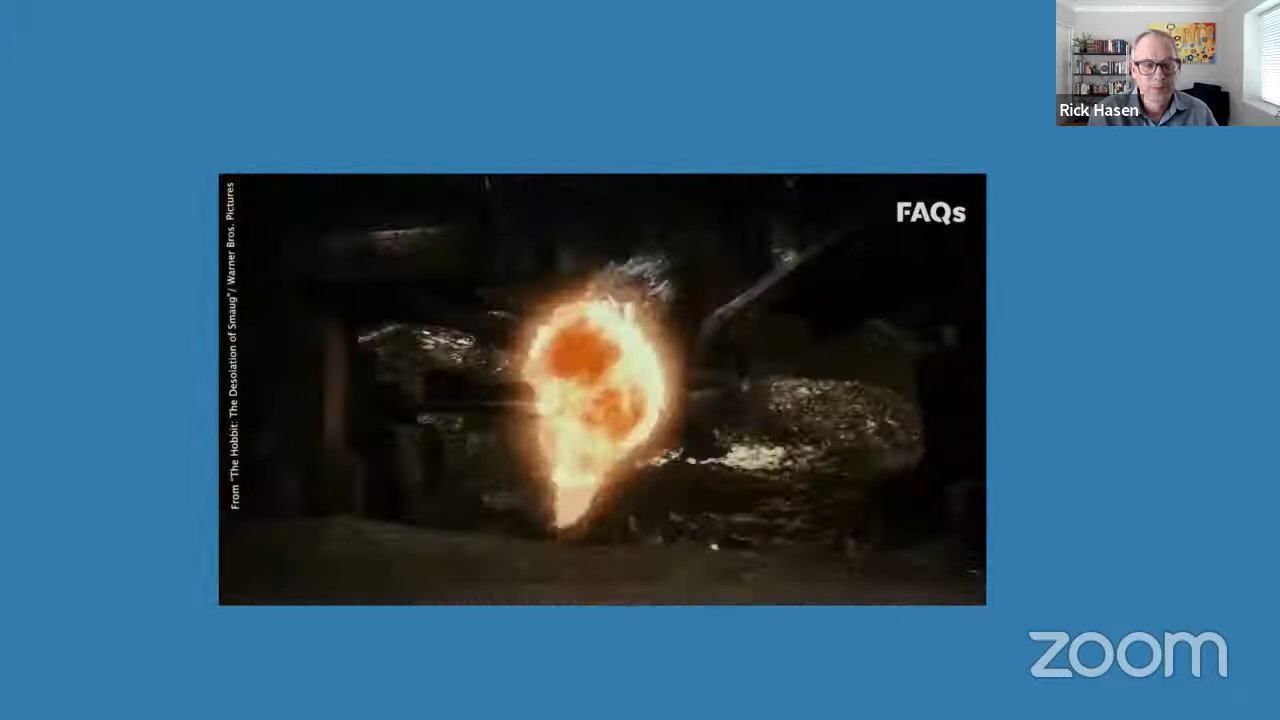 Rick Hasen
FAQs
From "The Hobbit: The Desolation of Smaug"/ Warner Bros. Pictures
zoom